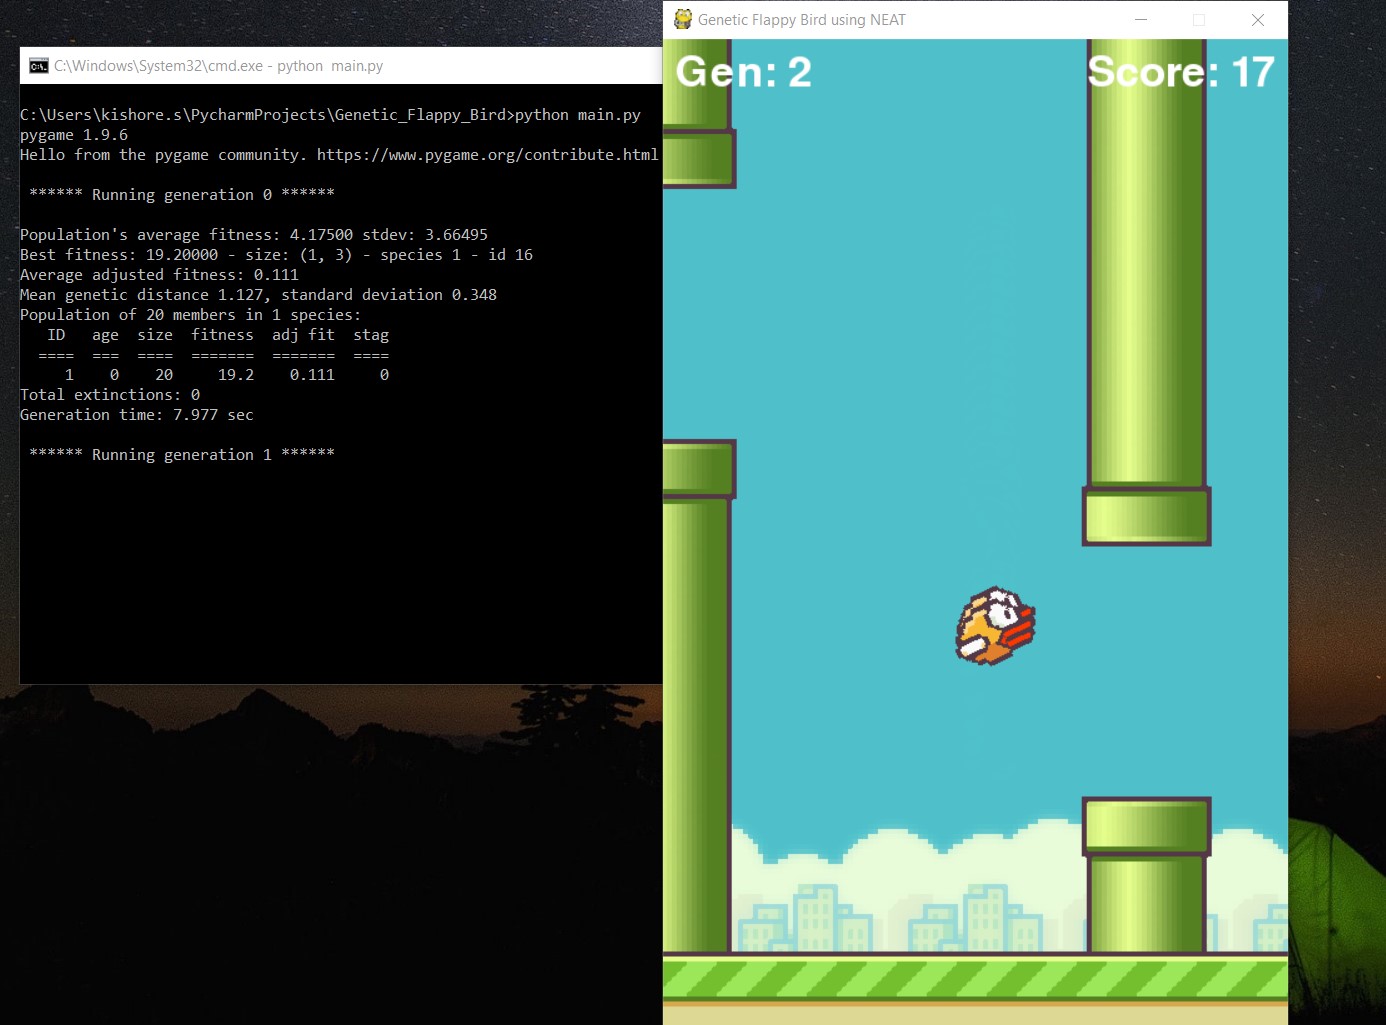 Genetic Flappy Bird using NEAT
Gen: 2
Score: 17
C:\Windows\System32\cmd.exe - python  main.py
C:\Users\kishore.s\PycharmProjects\Genetic_Flappy_Bird>python main.py
pygame 1.9.6
Hello from the pygame community. https://www.pygame.org/contribute.html
****** Running generation 0 ******
Population's average fitness: 4.17500 stdev: 3.66495
Best fitness: 19.20000 - size: (1, 3) - species 1 - id 16
Average adjusted fitness: 0.111
Mean genetic distance 1.127, standard deviation 0.348
Population of 20 members in 1 species:
   ID   age  size  fitness  adj fit  stag
  ====  ===  ====  =======  =======  ====
     1    0    20     19.2    0.111     0
Total extinctions: 0
Generation time: 7.977 sec
****** Running generation 1 ******